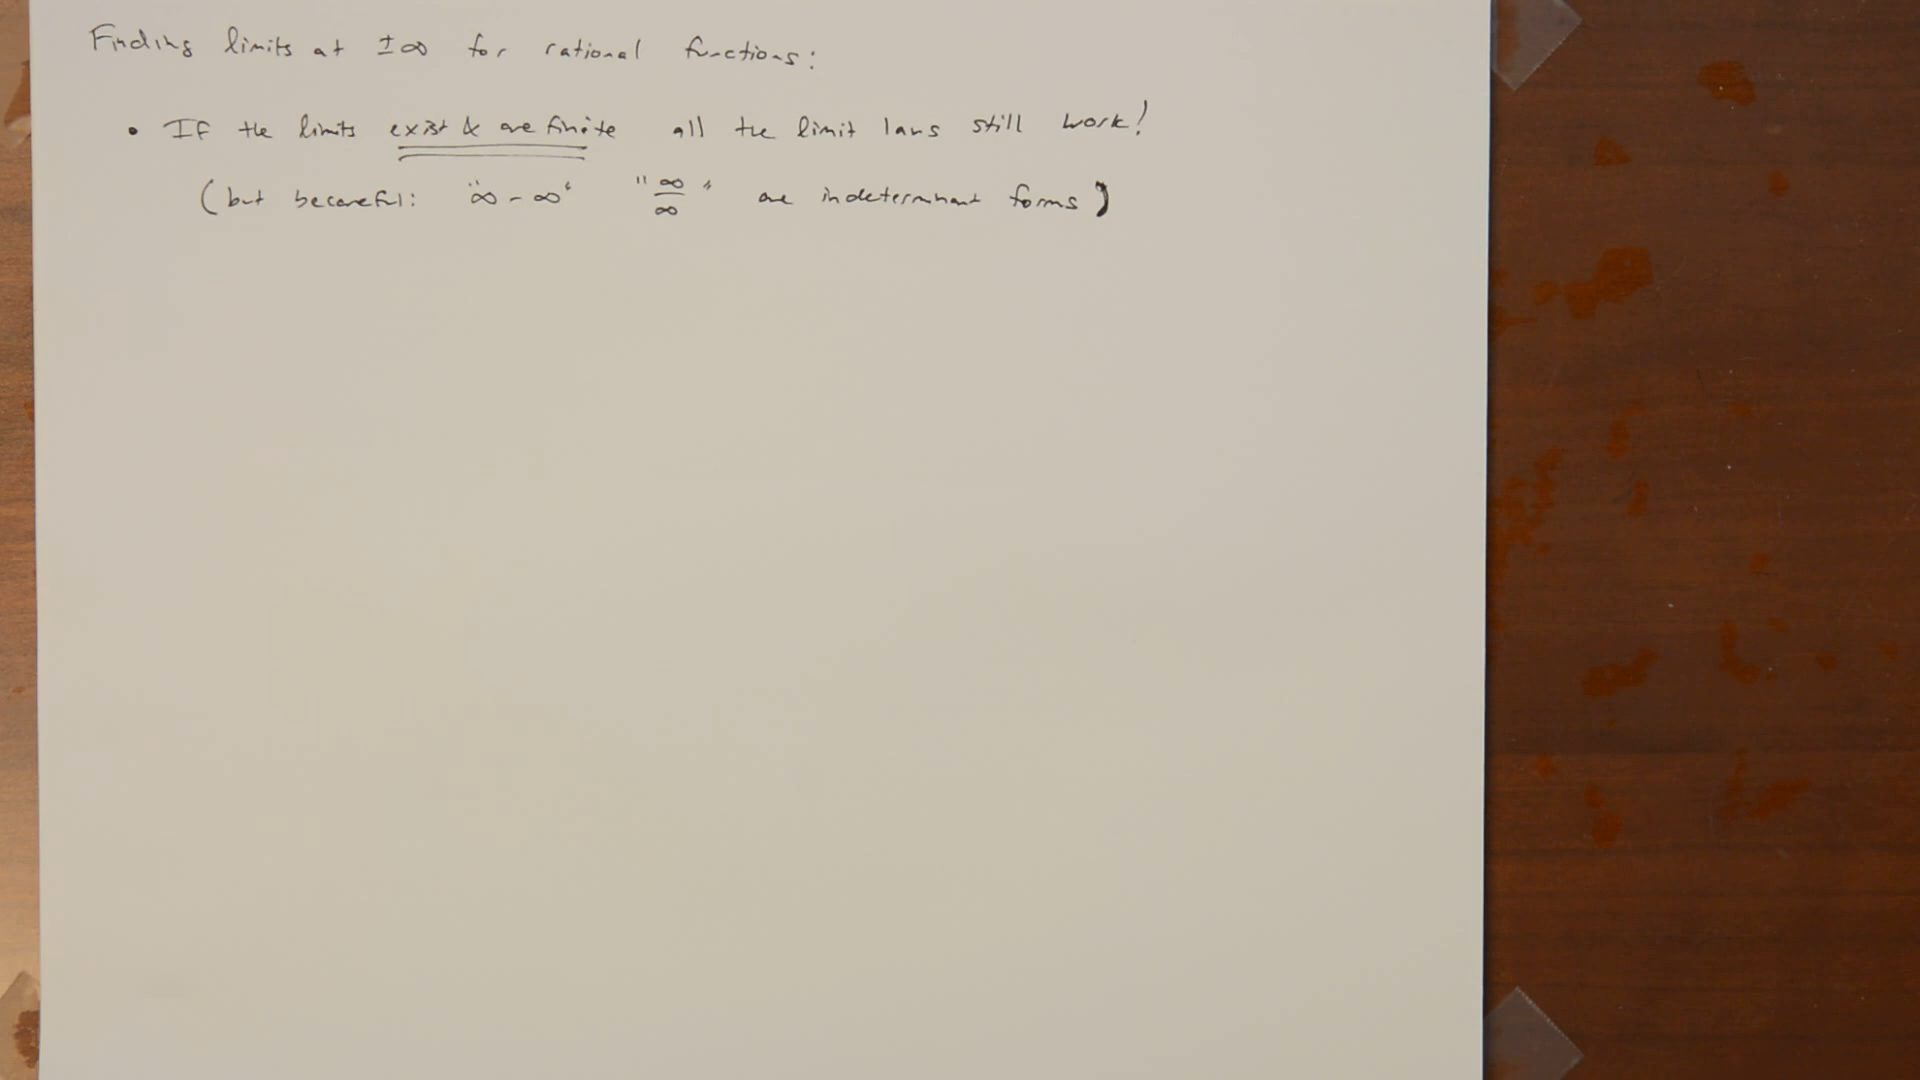 Finding limits at ±∞ for rational functions:
• If the limits exist & are finite all the limit laws still work!
(but becareful: "∞ - ∞" "∞/∞" are indeterminant forms)